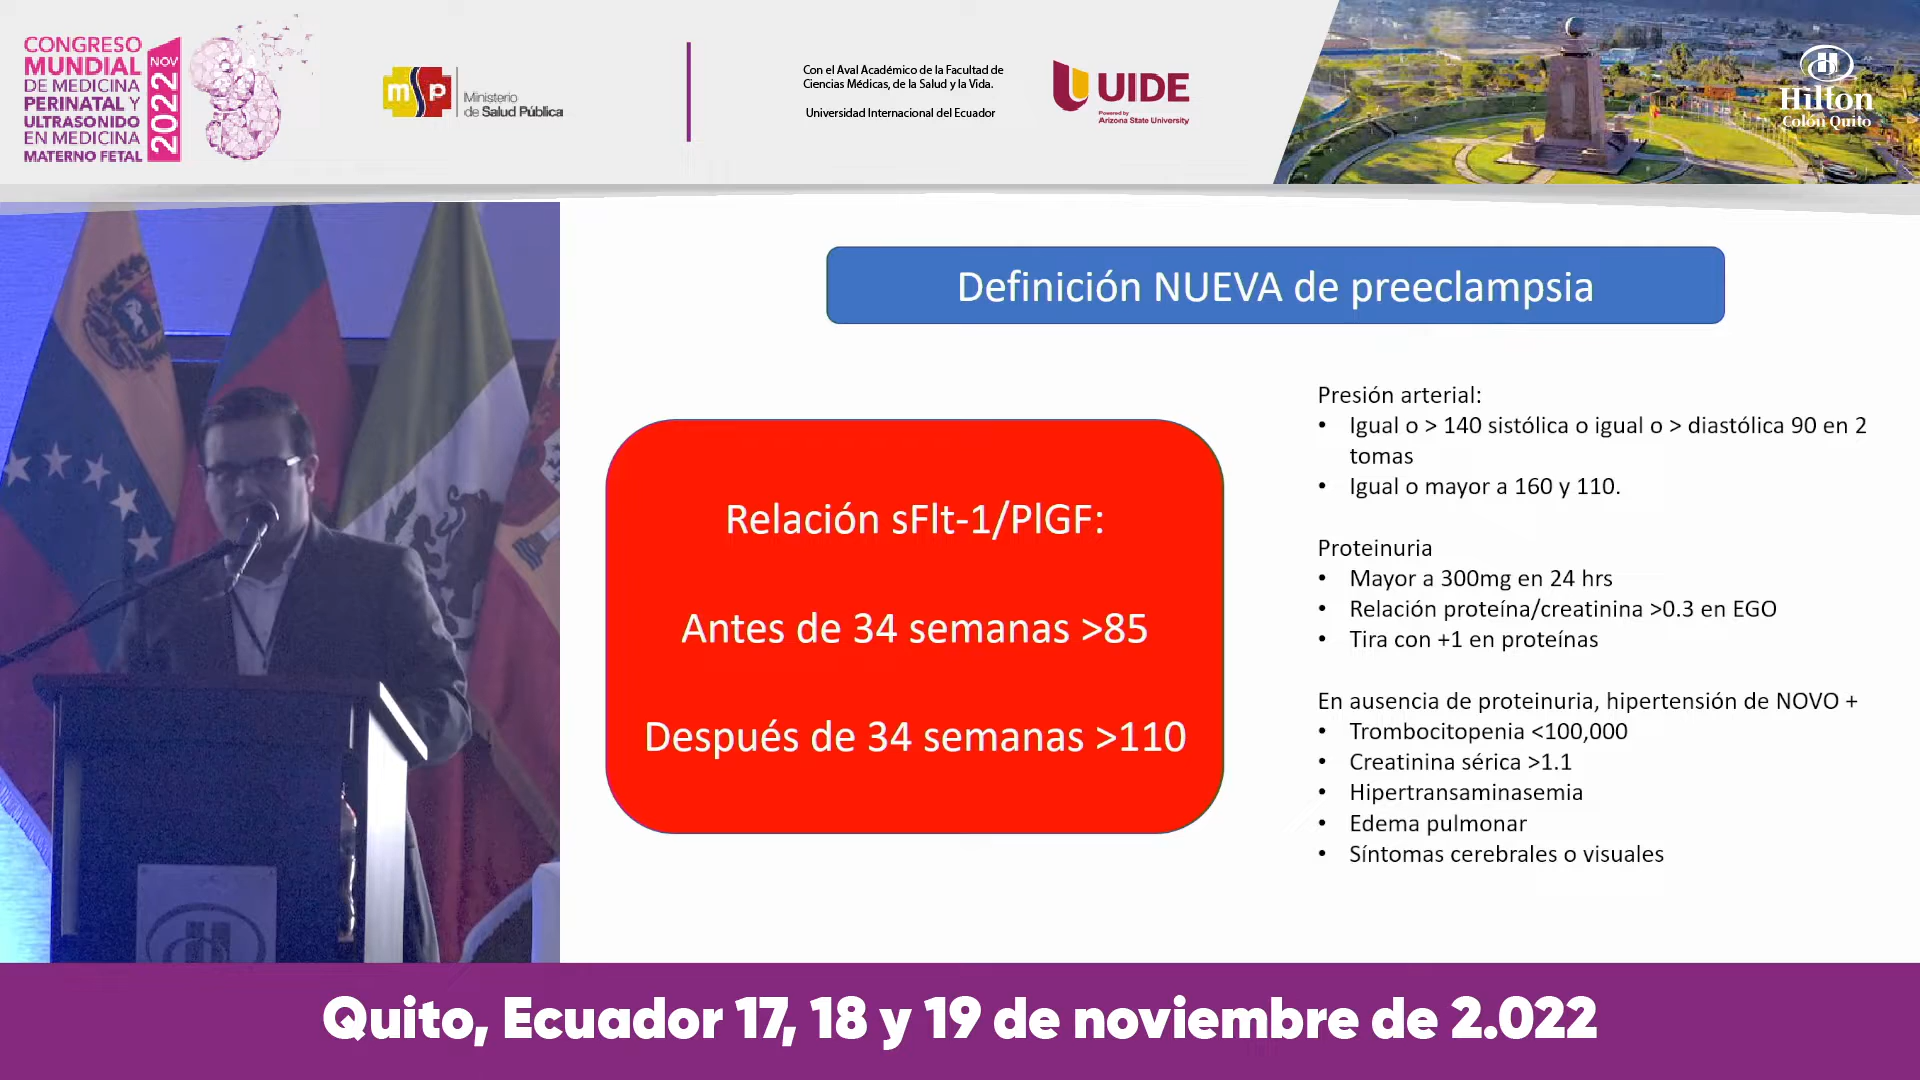 CONGRESO
MUNDIAL
DE MEDICINA
PERINATAL Y
ULTRASONIDO
EN MEDICINA
MATERNO FETAL
NOV
2022
msp
Ministerio
de Salud Pública
Con el Aval Académico de la Facultad de
Ciencias Médicas, de la Salud y la Vida.
Universidad Internacional del Ecuador
UIDE
Powered by
Arizona State University
Hilton
Colón Quito
Definición NUEVA de preeclampsia
Relación sFlt-1/PlGF:
Antes de 34 semanas >85
Después de 34 semanas >110
Presión arterial:
• Igual o > 140 sistólica o igual o > diastólica 90 en 2
tomas
• Igual o mayor a 160 y 110.
Proteinuria
• Mayor a 300mg en 24 hrs
• Relación proteína/creatinina >0.3 en EGO
• Tira con +1 en proteínas
En ausencia de proteinuria, hipertensión de NOVO +
• Trombocitopenia <100,000
• Creatinina sérica >1.1
• Hipertransaminasemia
• Edema pulmonar
• Síntomas cerebrales o visuales
Quito, Ecuador 17, 18 y 19 de noviembre de 2.022